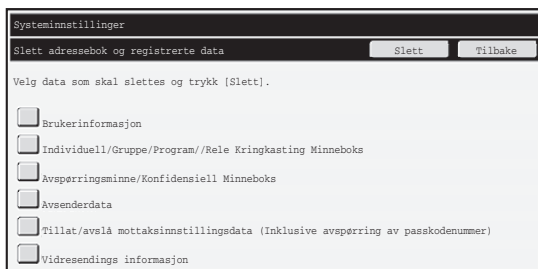 Systeminnstillinger
Slett adressebok og registrerte data Slett Tilbake
Velg data som skal slettes og trykk [Slett].
Brukerinformasjon
Individuell/Gruppe/Program//Rele Kringkasting Minneboks
Avspørringsminne/Konfidensiell Minneboks
Avsenderdata
Tillat/avslå mottaksinnstillingsdata (Inklusive avspørring av passkodenummer)
Vidresendings informasjon